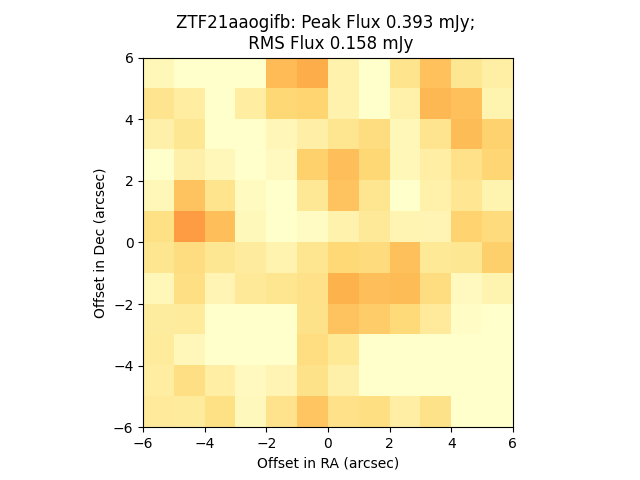 ZTF21aaogifb: Peak Flux 0.393 mJy;
RMS Flux 0.158 mJy
6
4
2
0
−2
−4
−6
Offset in Dec (arcsec)
−6 −4 −2 0 2 4 6
Offset in RA (arcsec)